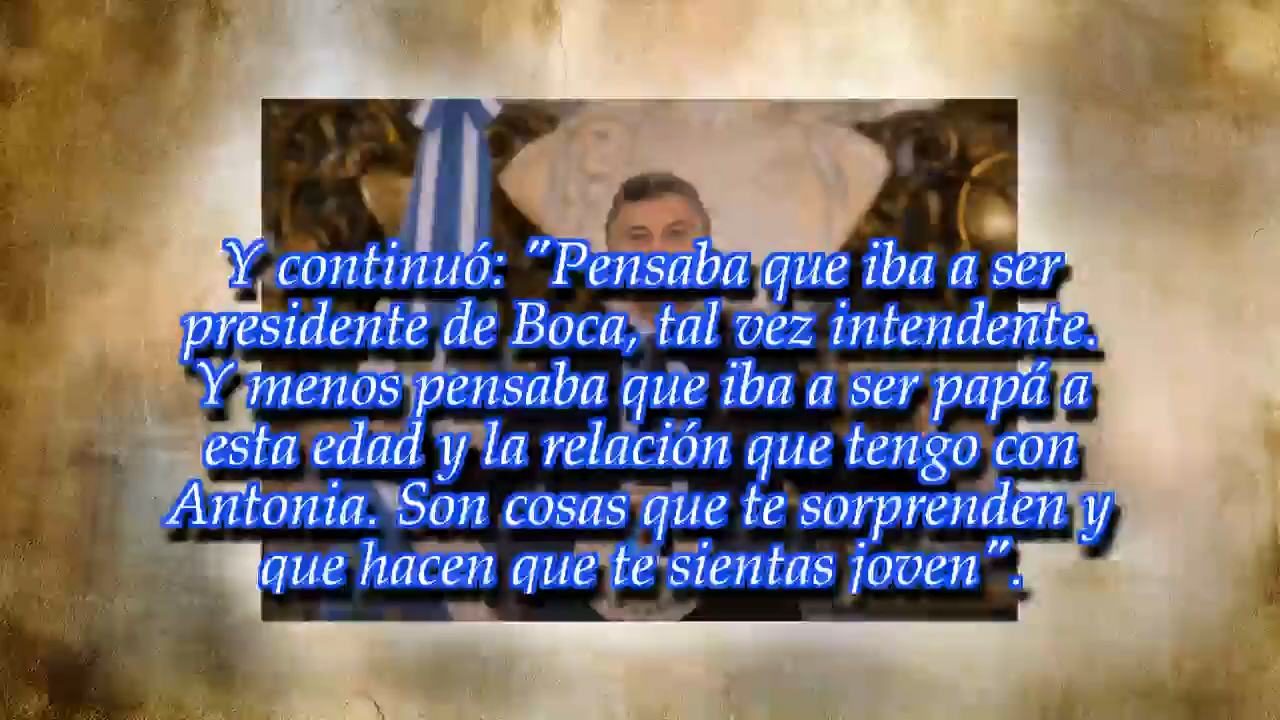 Y continuó: "Pensaba que iba a ser
presidente de Boca, tal vez intendente.
Y menos pensaba que iba a ser papá a
esta edad y la relación que tengo con
Antonia. Son cosas que te sorprenden y
que hacen que te sientas joven".